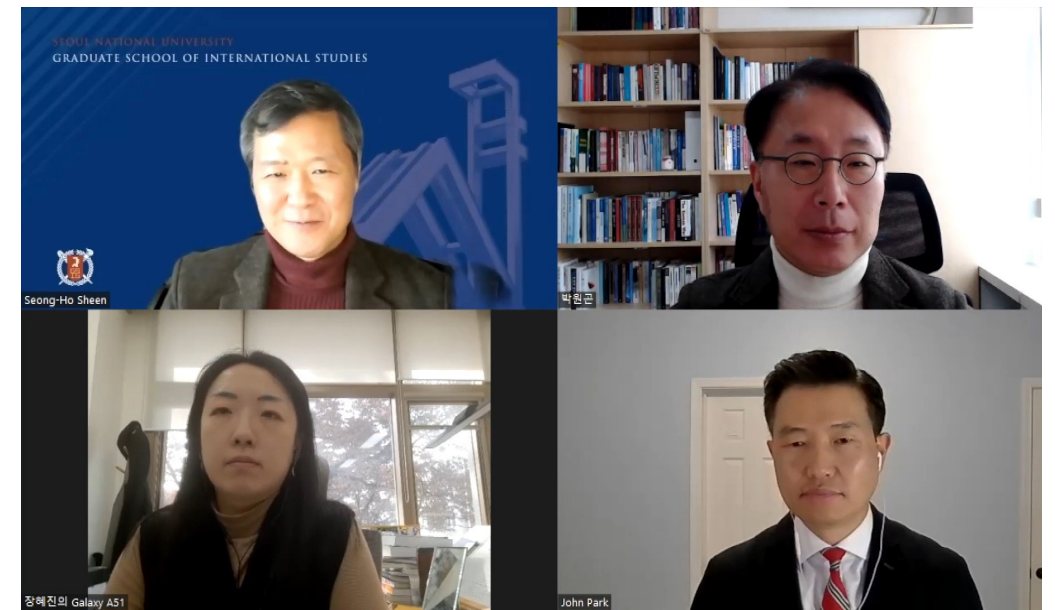 SEOUL NATIONAL UNIVERSITY
GRADUATE SCHOOL OF INTERNATIONAL STUDIES
Seong-Ho Sheen
박원곤
장혜진의 Galaxy A51
John Park